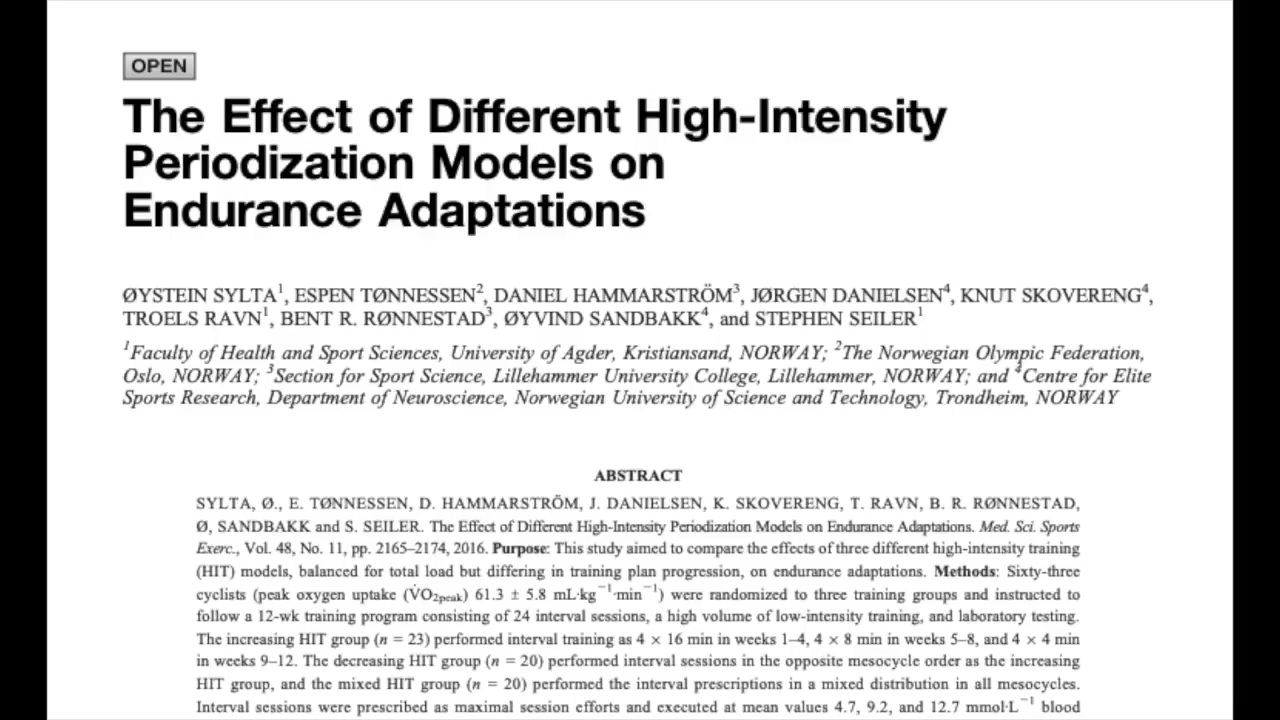 OPEN
The Effect of Different High-Intensity
Periodization Models on
Endurance Adaptations
ØYSTEIN SYLTA¹, ESPEN TØNNESSEN², DANIEL HAMMARSTRÖM³, JØRGEN DANIELSEN⁴, KNUT SKOVERENG⁴,
TROELS RAVN¹, BENT R. RØNNESTAD³, ØYVIND SANDBAKK⁴, and STEPHEN SEILER¹
¹Faculty of Health and Sport Sciences, University of Agder, Kristiansand, NORWAY; ²The Norwegian Olympic Federation,
Oslo, NORWAY; ³Section for Sport Science, Lillehammer University College, Lillehammer, NORWAY; and ⁴Centre for Elite
Sports Research, Department of Neuroscience, Norwegian University of Science and Technology, Trondheim, NORWAY
ABSTRACT
SYLTA, Ø., E. TØNNESSEN, D. HAMMARSTRÖM, J. DANIELSEN, K. SKOVERENG, T. RAVN, B. R. RØNNESTAD,
Ø, SANDBAKK and S. SEILER. The Effect of Different High-Intensity Periodization Models on Endurance Adaptations. Med. Sci. Sports
Exerc., Vol. 48, No. 11, pp. 2165–2174, 2016. Purpose: This study aimed to compare the effects of three different high-intensity training
(HIT) models, balanced for total load but differing in training plan progression, on endurance adaptations. Methods: Sixty-three
cyclists (peak oxygen uptake (V̇O₂peak) 61.3 ± 5.8 mL·kg⁻¹·min⁻¹) were randomized to three training groups and instructed to
follow a 12-wk training program consisting of 24 interval sessions, a high volume of low-intensity training, and laboratory testing.
The increasing HIT group (n = 23) performed interval training as 4 × 16 min in weeks 1–4, 4 × 8 min in weeks 5–8, and 4 × 4 min
in weeks 9–12. The decreasing HIT group (n = 20) performed interval sessions in the opposite mesocycle order as the increasing
HIT group, and the mixed HIT group (n = 20) performed the interval prescriptions in a mixed distribution in all mesocycles.
Interval sessions were prescribed as maximal session efforts and executed at mean values 4.7, 9.2, and 12.7 mmol·L⁻¹ blood